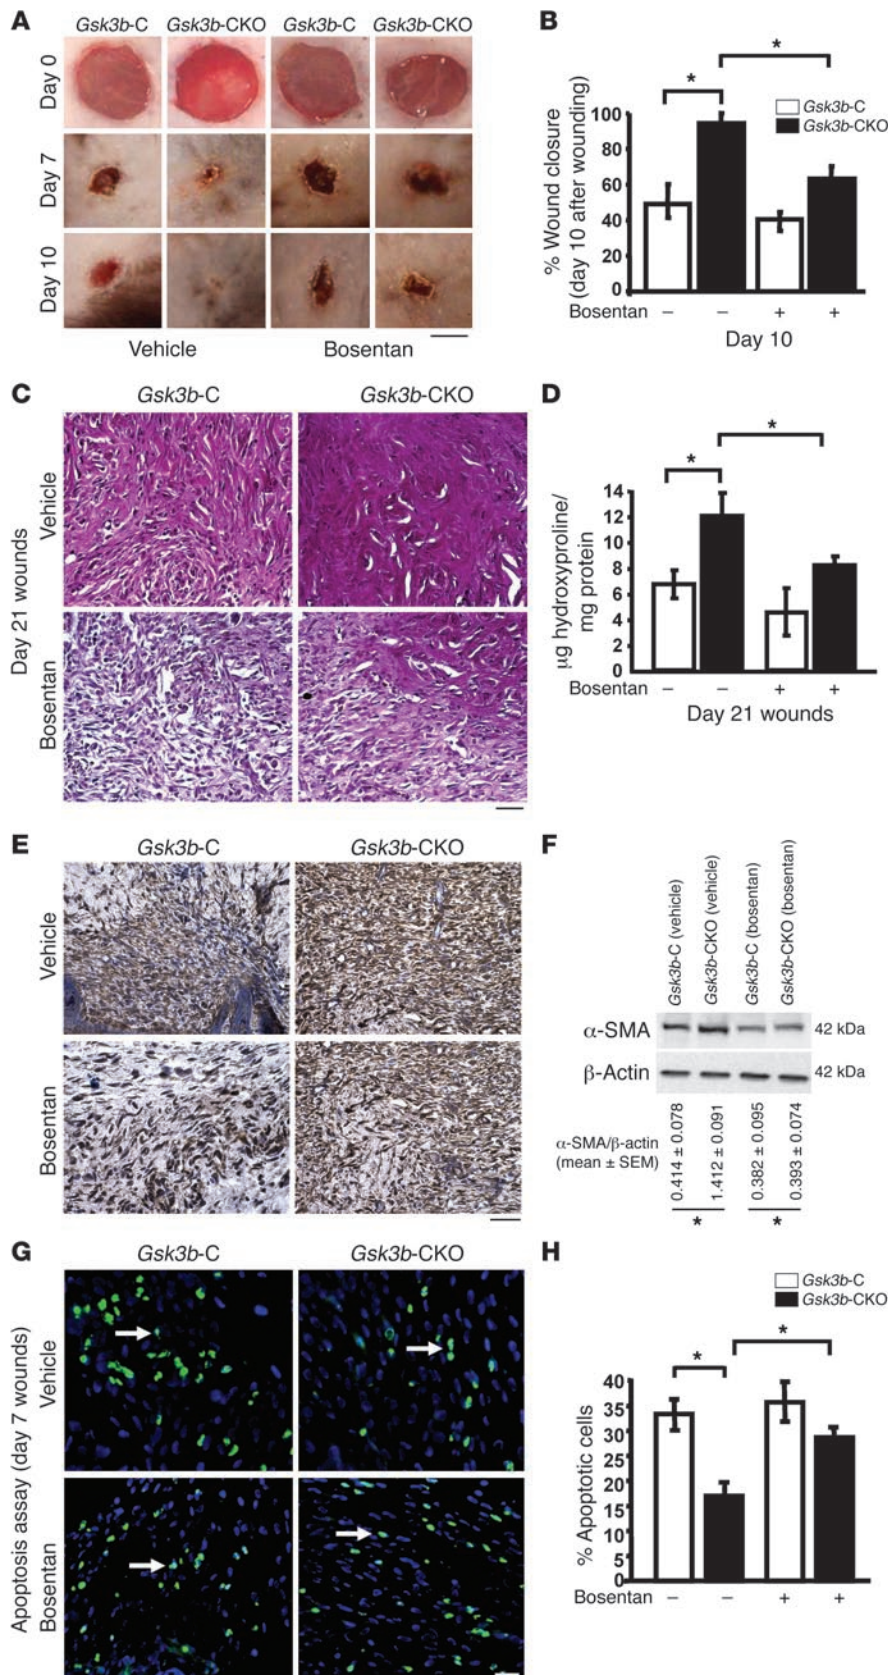 A
Gsk3b-C
Gsk3b-CKO
Gsk3b-C
Gsk3b-CKO
Day 0
Day 7
Day 10
Vehicle
Bosentan
B
% Wound closure
(day 10 after wounding)
100
80
60
40
20
0
Gsk3b-C
Gsk3b-CKO
*
*
Bosentan
–
–
+
+
Day 10
C
Gsk3b-C
Gsk3b-CKO
Day 21 wounds
Vehicle
Bosentan
D
µg hydroxyproline/
mg protein
14
12
10
8
6
4
2
0
*
*
Bosentan
–
–
+
+
Day 21 wounds
E
Gsk3b-C
Gsk3b-CKO
Vehicle
Bosentan
F
Gsk3b-C (vehicle)
Gsk3b-CKO (vehicle)
Gsk3b-C (bosentan)
Gsk3b-CKO (bosentan)
α-SMA
42 kDa
β-Actin
42 kDa
α-SMA/β-actin
(mean ± SEM)
0.414 ± 0.078
1.412 ± 0.091
0.382 ± 0.095
0.393 ± 0.074
*
*
G
Gsk3b-C
Gsk3b-CKO
Apoptosis assay (day 7 wounds)
Vehicle
Bosentan
H
Gsk3b-C
Gsk3b-CKO
*
*
% Apoptotic cells
40
35
30
25
20
15
10
5
0
Bosentan
–
–
+
+